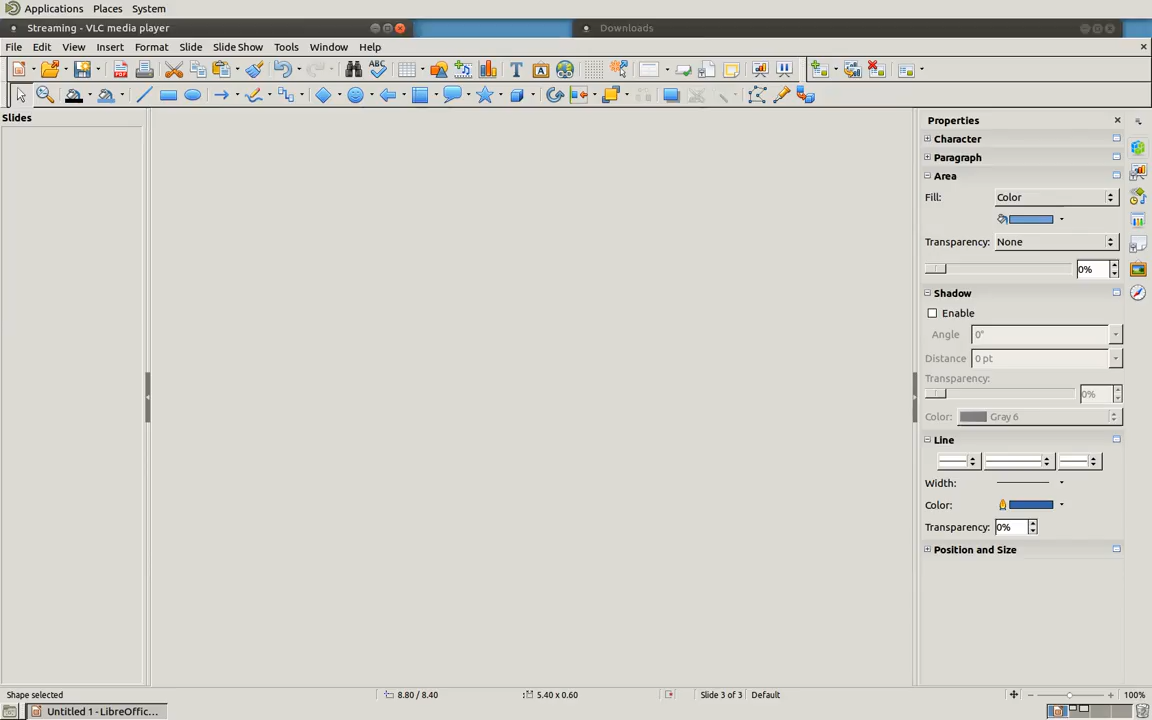 Applications Places System
Streaming - VLC media player
Downloads
File Edit View Insert Format Slide Slide Show Tools Window Help
Slides
Properties
Character
Paragraph
Area
Fill: Color
Transparency: None
0%
Shadow
Enable
Angle 0°
Distance 0 pt
Transparency:
0%
Color: Gray 6
Line
Width:
Color:
Transparency: 0%
Position and Size
Shape selected 8.80 / 8.40 5.40 x 0.60 Slide 3 of 3 Default 100%
Untitled 1 - LibreOffic...